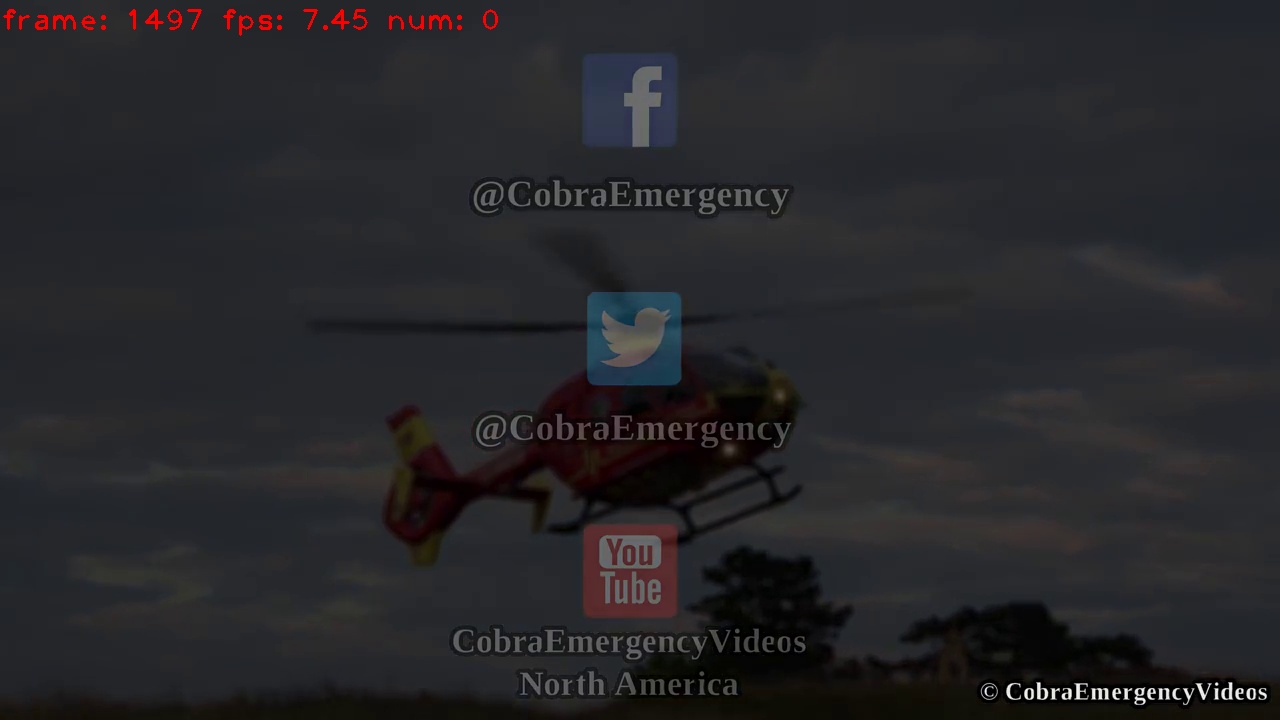 frame: 1497 fps: 7.45 num: 0
f
@CobraEmergency
@CobraEmergency
You
Tube
CobraEmergencyVideos
North America
© CobraEmergencyVideos